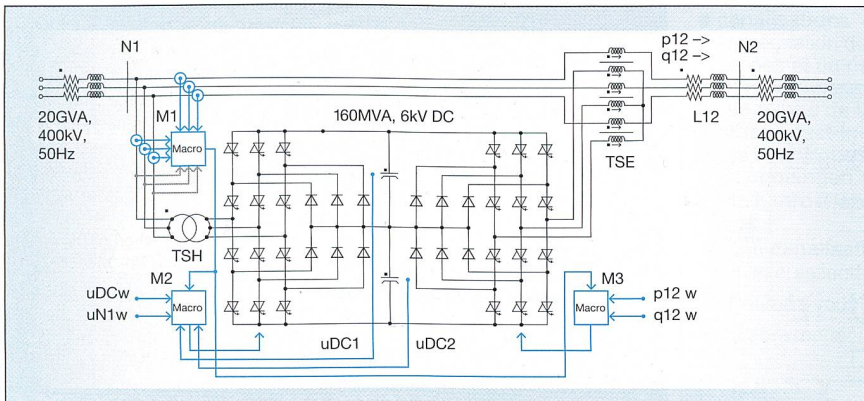 N1
p12 ->
q12 ->
N2
20GVA,
400kV,
50Hz
M1
Macro
160MVA, 6kV DC
L12
20GVA,
400kV,
50Hz
TSE
TSH
M2
Macro
uDCw
uN1w
uDC1
uDC2
M3
Macro
p12 w
q12 w